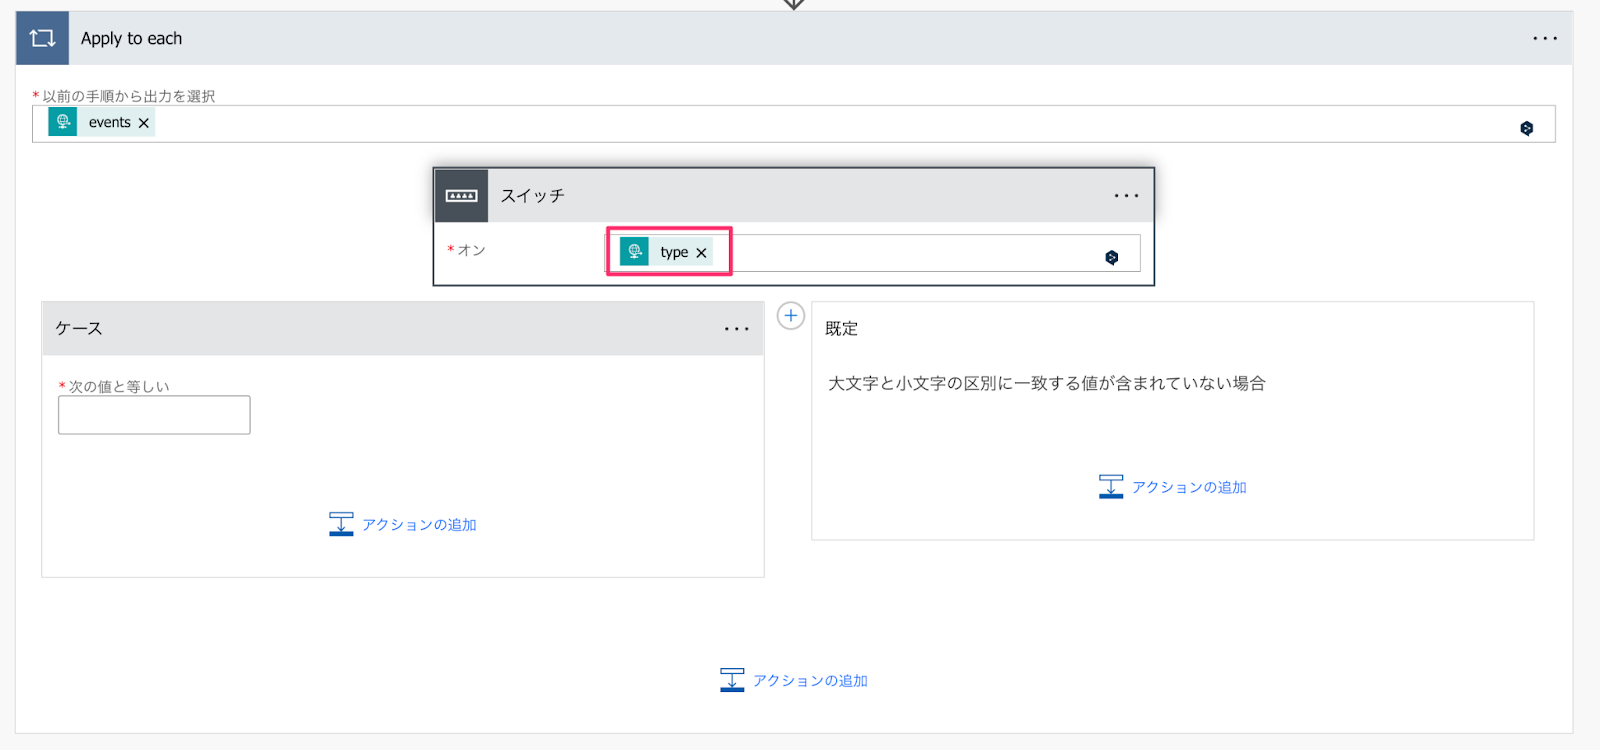 Apply to each
*以前の手順から出力を選択
events
スイッチ
*オン
type
ケース
*次の値と等しい
アクションの追加
既定
大文字と小文字の区別に一致する値が含まれていない場合
アクションの追加
アクションの追加